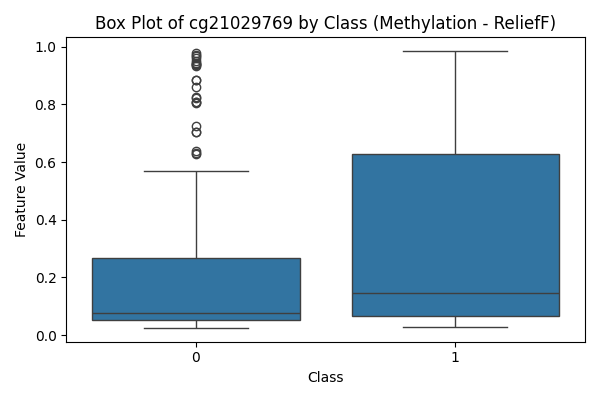 Box Plot of cg21029769 by Class (Methylation - ReliefF)
Feature Value
1.0
0.8
0.6
0.4
0.2
0.0
0
1
Class